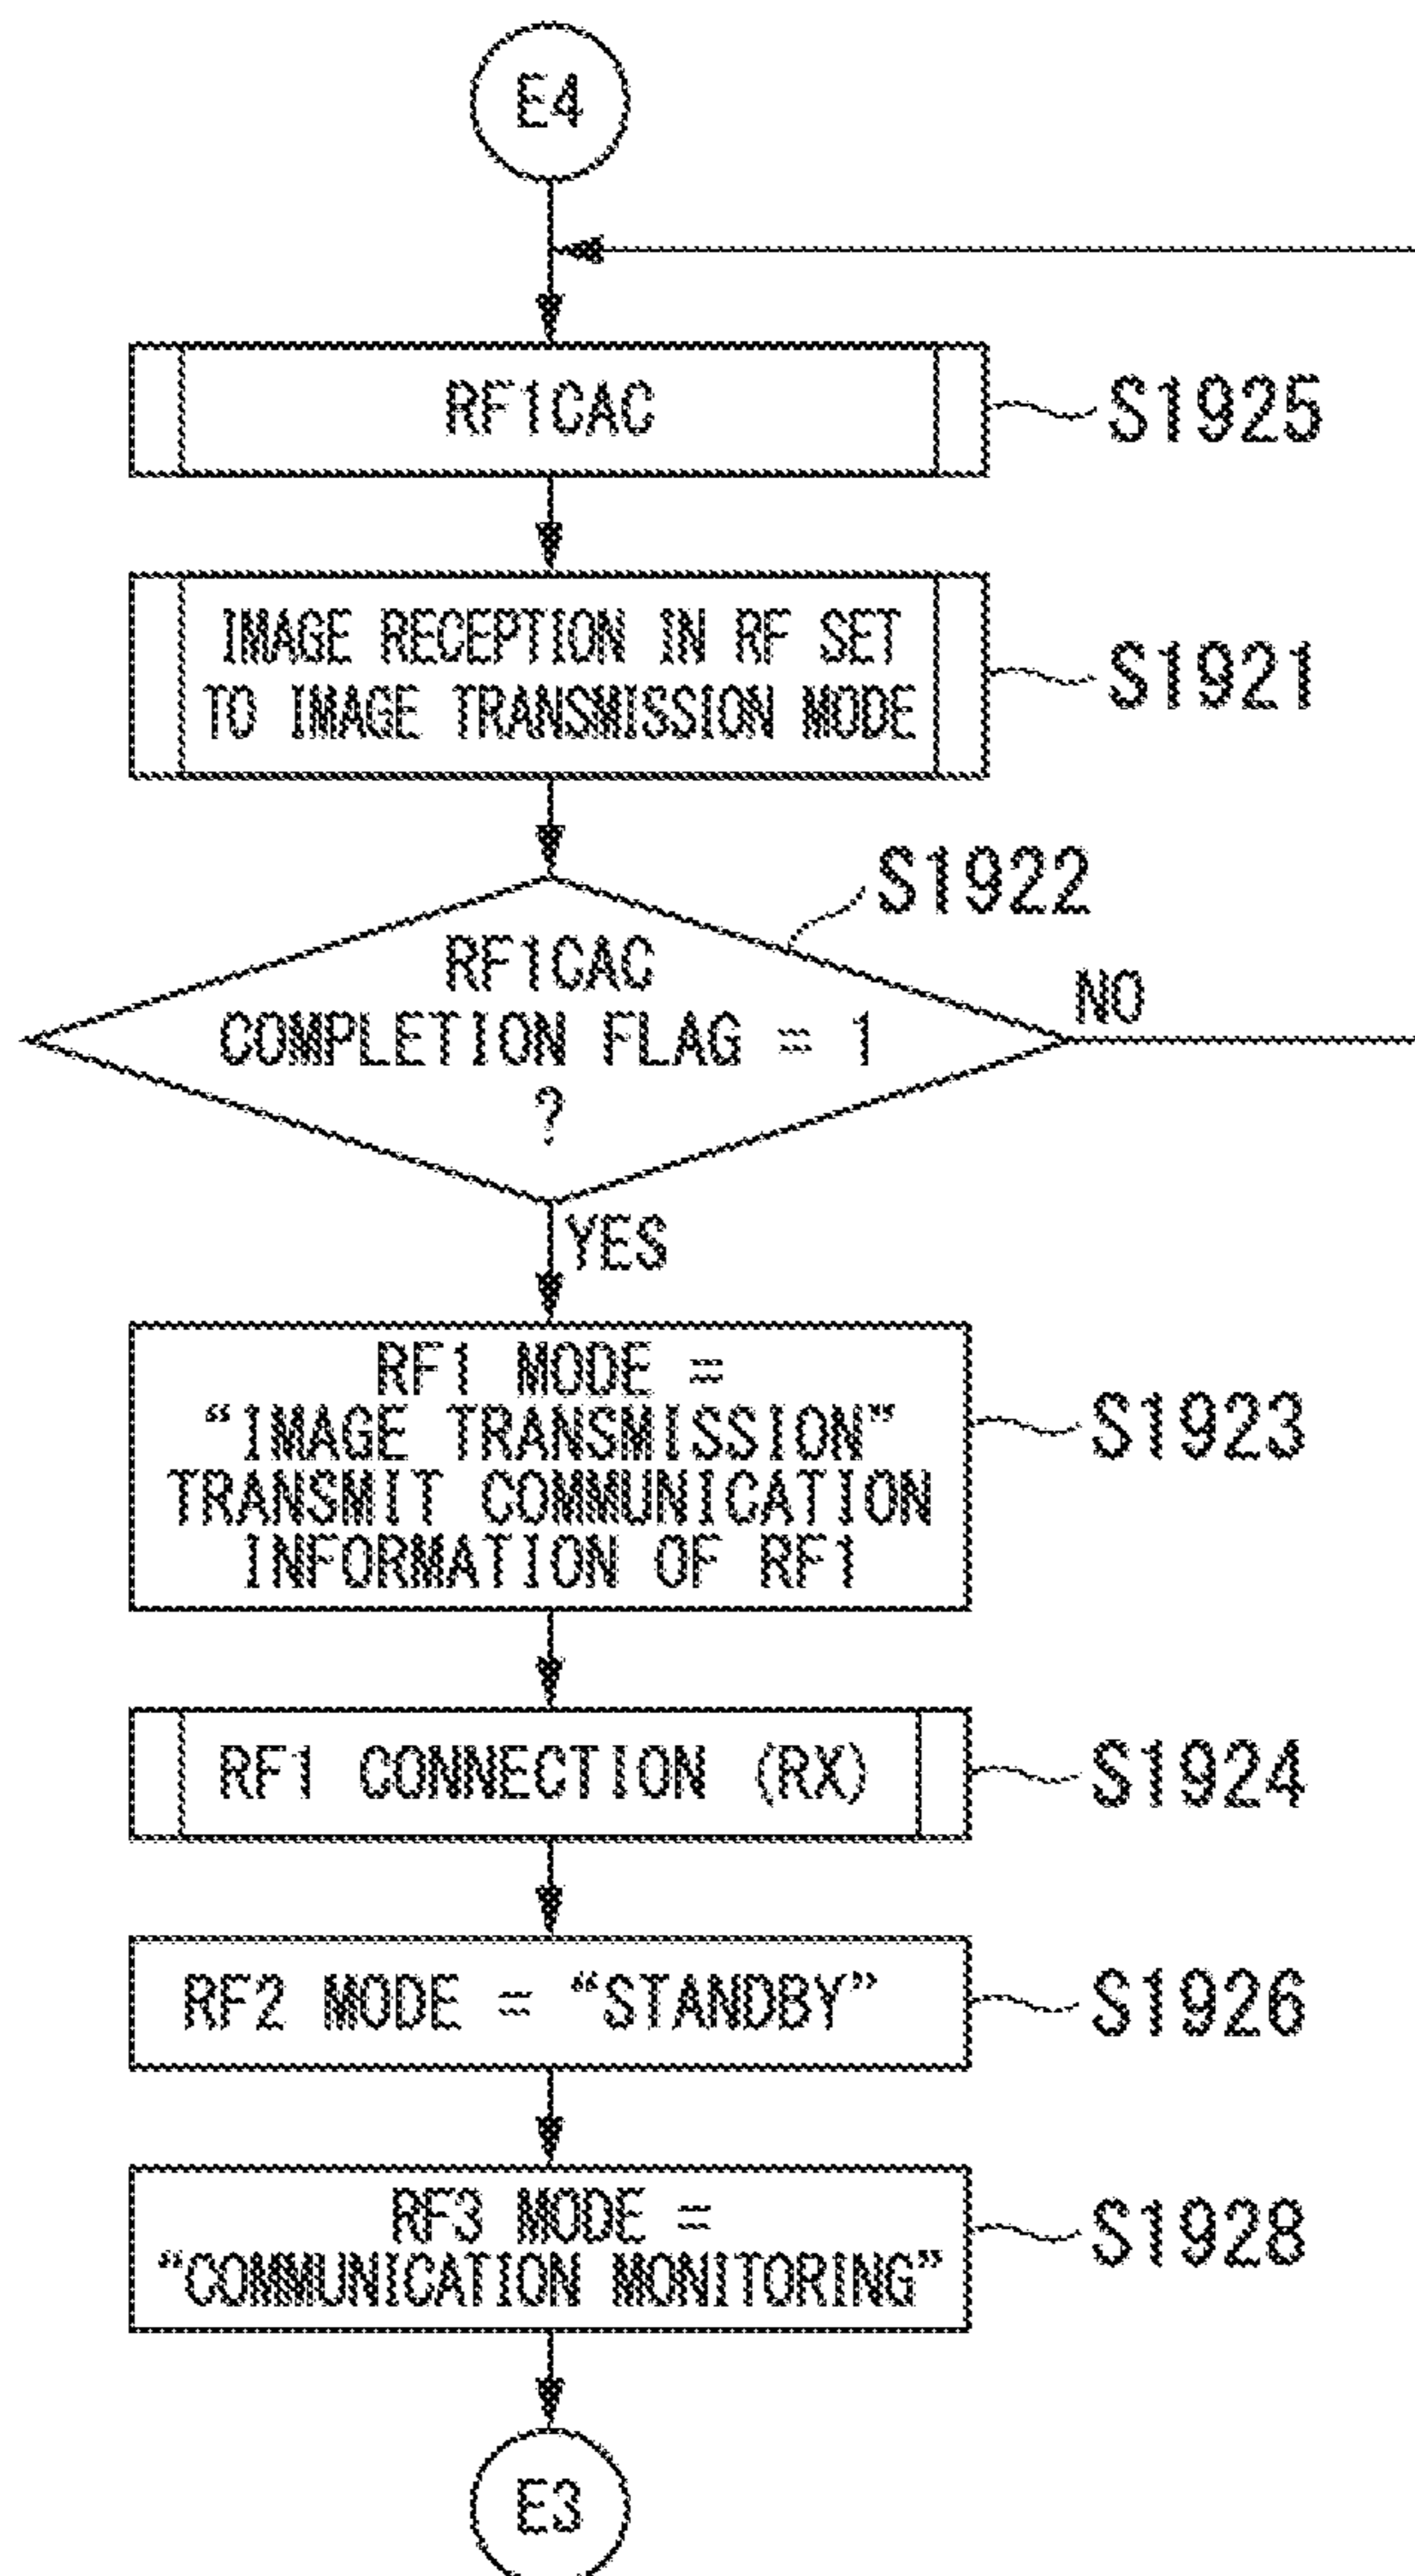 E4
RF1CAC
S1925
IMAGE RECEPTION IN RF SET
TO IMAGE TRANSMISSION MODE
S1921
S1922
RF1CAC
COMPLETION FLAG = 1
?
NO
YES
RF1 MODE =
“IMAGE TRANSMISSION”
TRANSMIT COMMUNICATION
INFORMATION OF RF1
S1923
RF1 CONNECTION (RX)
S1924
RF2 MODE = “STANDBY”
S1926
RF3 MODE =
“COMMUNICATION MONITORING”
S1928
E3